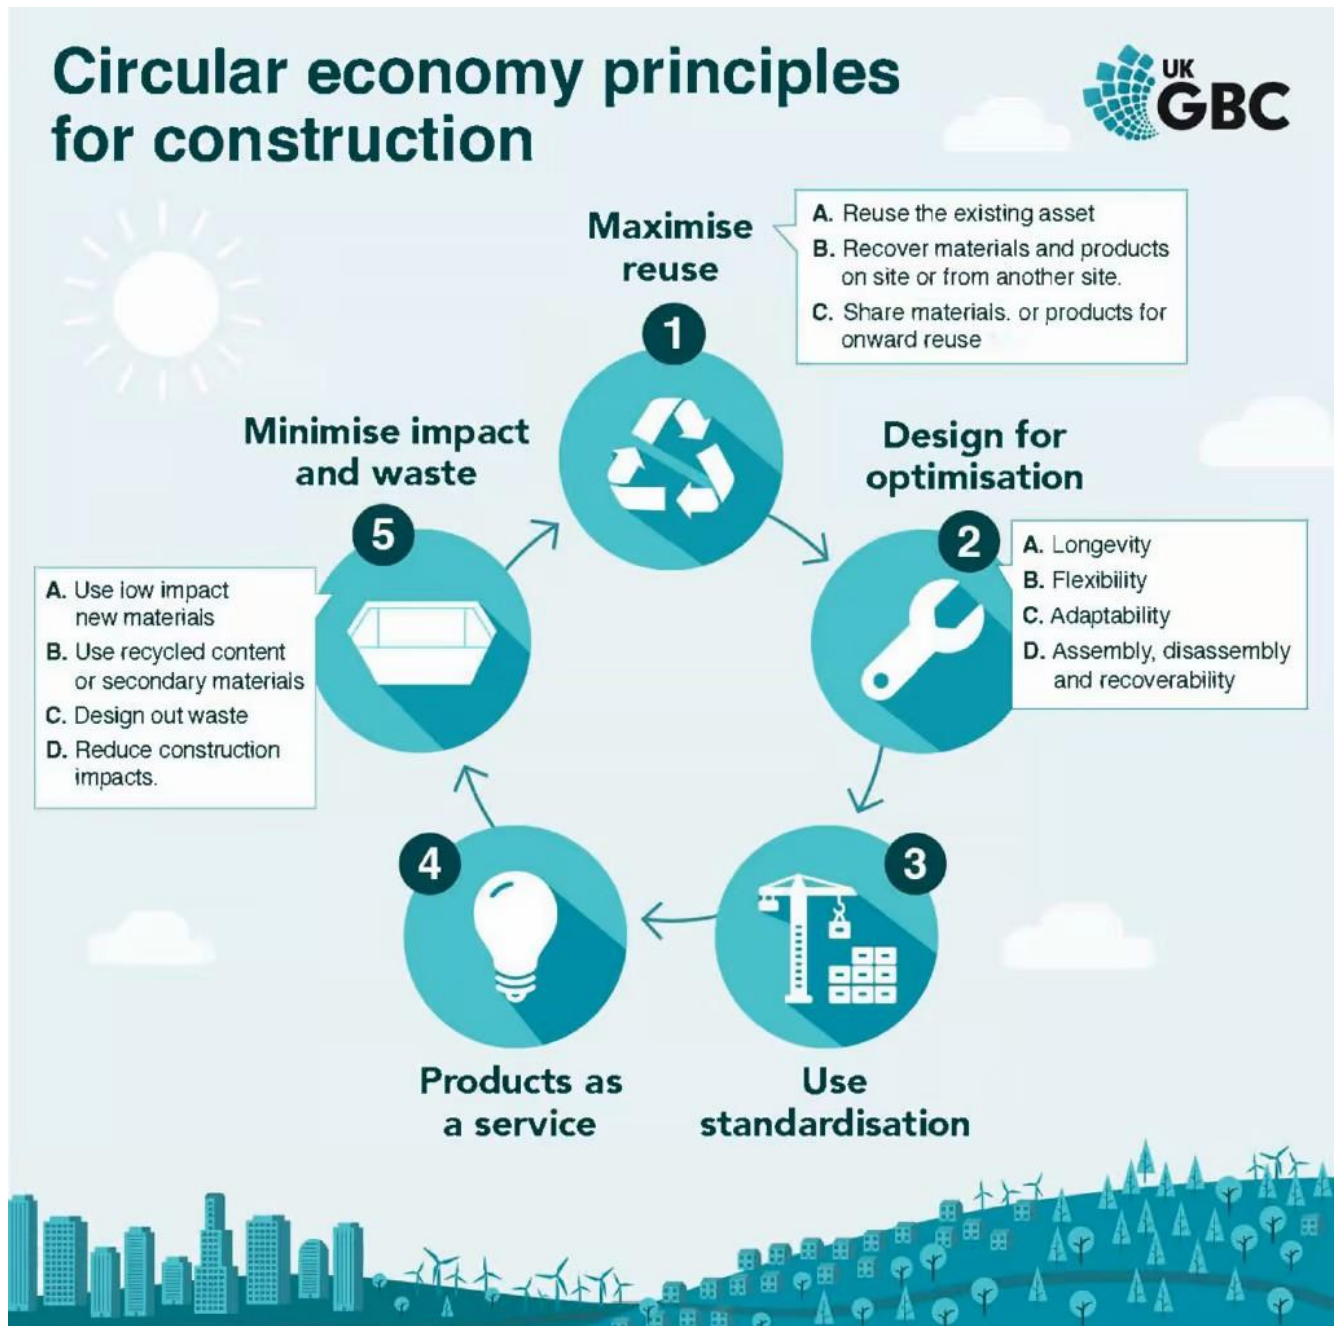 Circular economy principles
for construction
UK
GBC
Maximise
reuse
1
A. Reuse the existing asset
B. Recover materials and products
on site or from another site.
C. Share materials. or products for
onward reuse
Design for
optimisation
2
A. Longevity
B. Flexibility
C. Adaptability
D. Assembly, disassembly
and recoverability
3
Use
standardisation
4
Products as
a service
Minimise impact
and waste
5
A. Use low impact
new materials
B. Use recycled content
or secondary materials
C. Design out waste
D. Reduce construction
impacts.